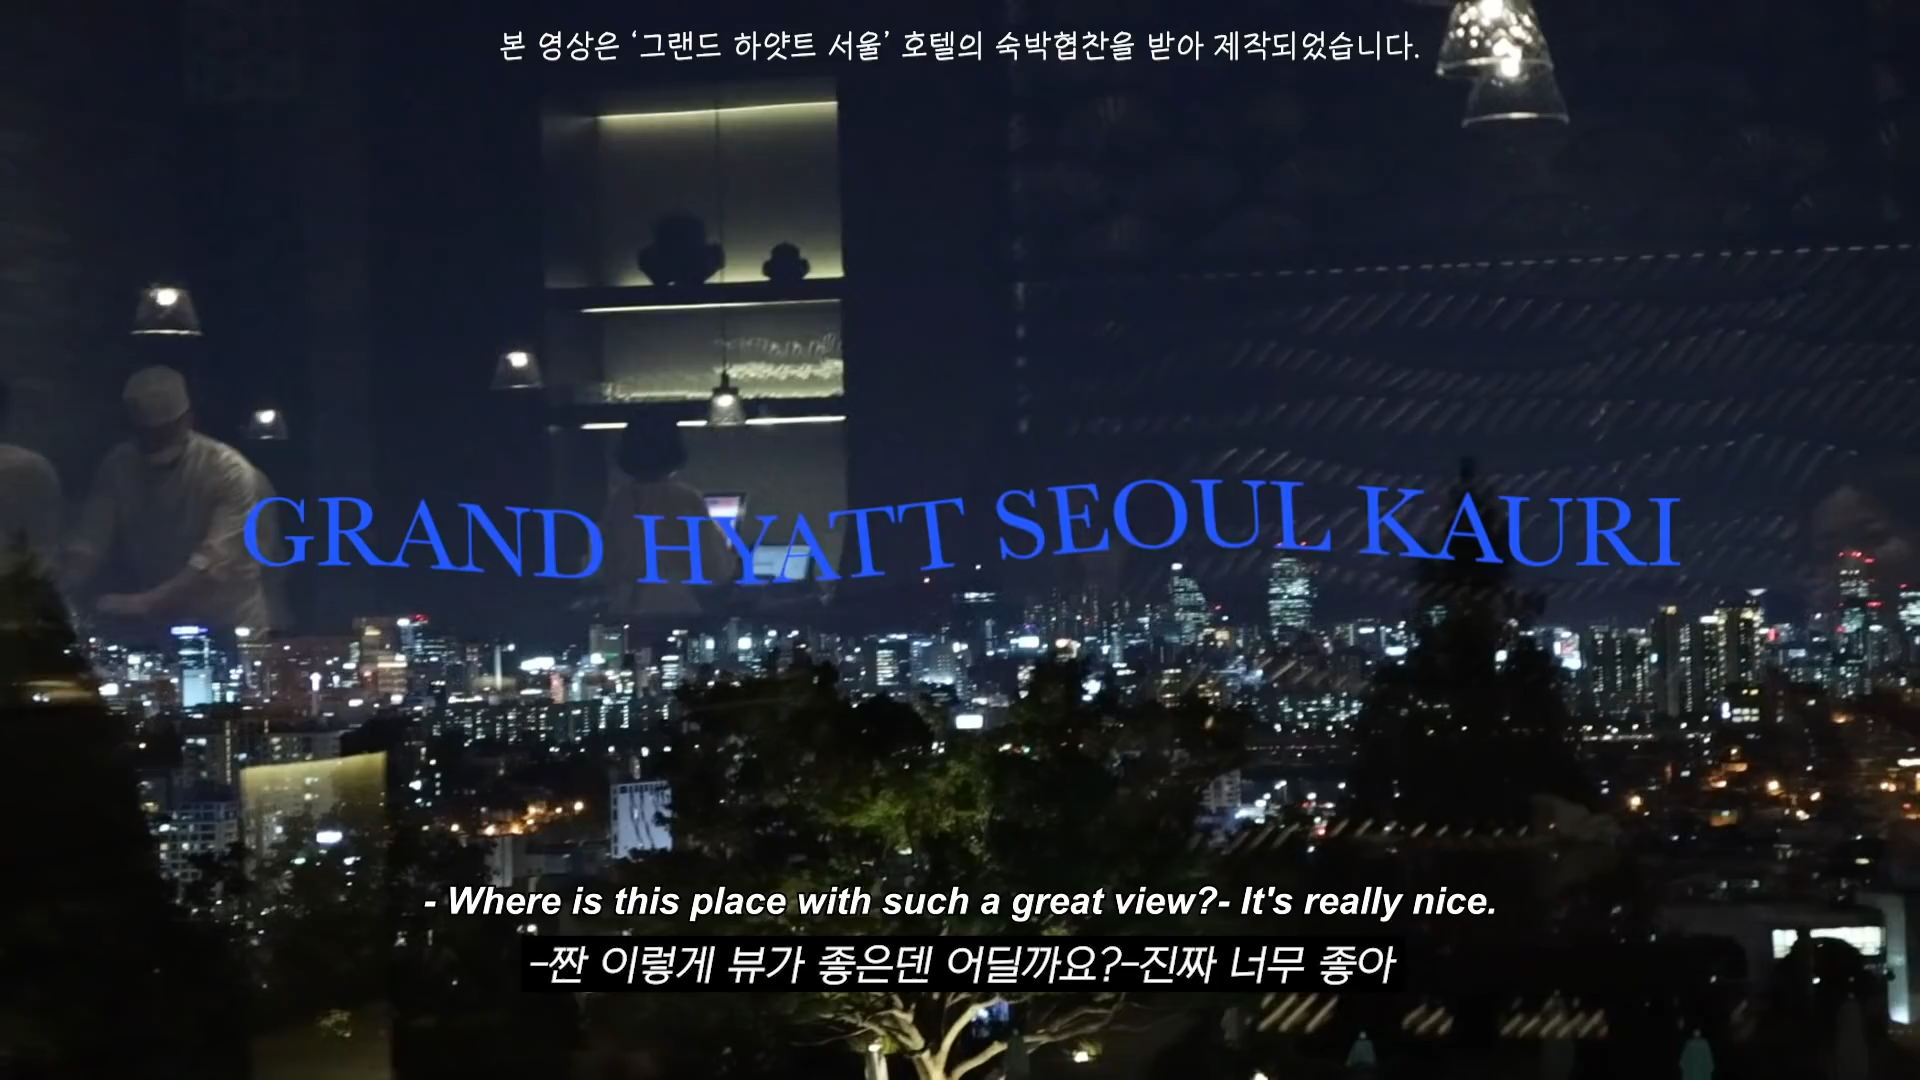 본 영상은 ‘그랜드 하얏트 서울’ 호텔의 숙박협찬을 받아 제작되었습니다.
GRAND HYATT SEOUL KAURI
- Where is this place with such a great view?- It's really nice.
-짠 이렇게 뷰가 좋은덴 어딜까요?-진짜 너무 좋아